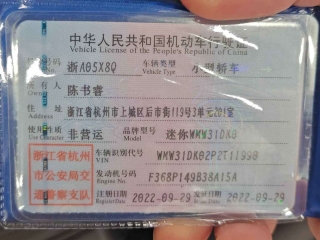 中华人民共和国机动车行驶证
Vehicle License of the People's Republic of China
号牌号码 浙A05X8Q 车辆类型 小型轿车
Vehicle Type
所有人 陈书睿
住址 浙江省杭州市上城区后市街119号3单元201室
Address
使用性质 非营运 品牌型号 迷你WMW31DK0
浙江省杭州
市公安局交
通警察支队
车辆识别代号 WMW31DK02P2T11998
VIN
发动机号码 F368P149B38A15A
Engine No.
注册日期 2022-09-29 发证日期 2022-09-29